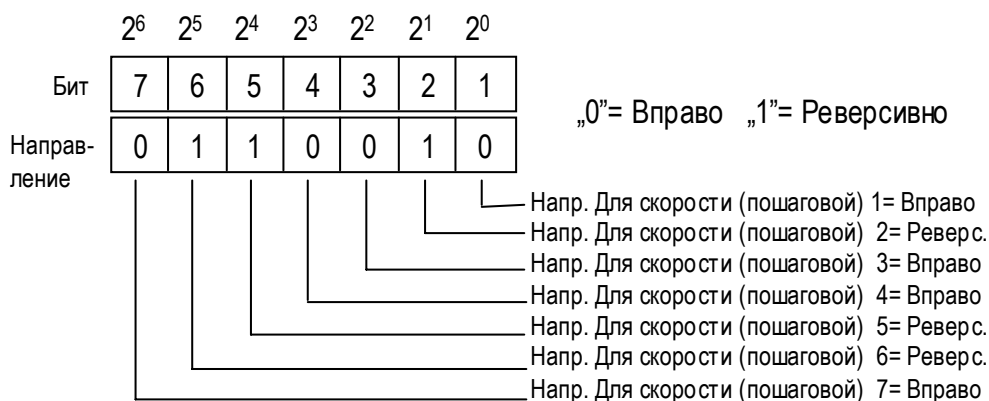 2⁶ 2⁵ 2⁴ 2³ 2² 2¹ 2⁰
Бит 7 6 5 4 3 2 1
„0”= Вправо „1”= Реверсивно
Направ-
ление
0 1 1 0 0 1 0
Напр. Для скорости (пошаговой) 1= Вправо
Напр. Для скорости (пошаговой) 2= Реверс.
Напр. Для скорости (пошаговой) 3= Вправо
Напр. Для скорости (пошаговой) 4= Вправо
Напр. Для скорости (пошаговой) 5= Реверс.
Напр. Для скорости (пошаговой) 6= Реверс.
Напр. Для скорости (пошаговой) 7= Вправо